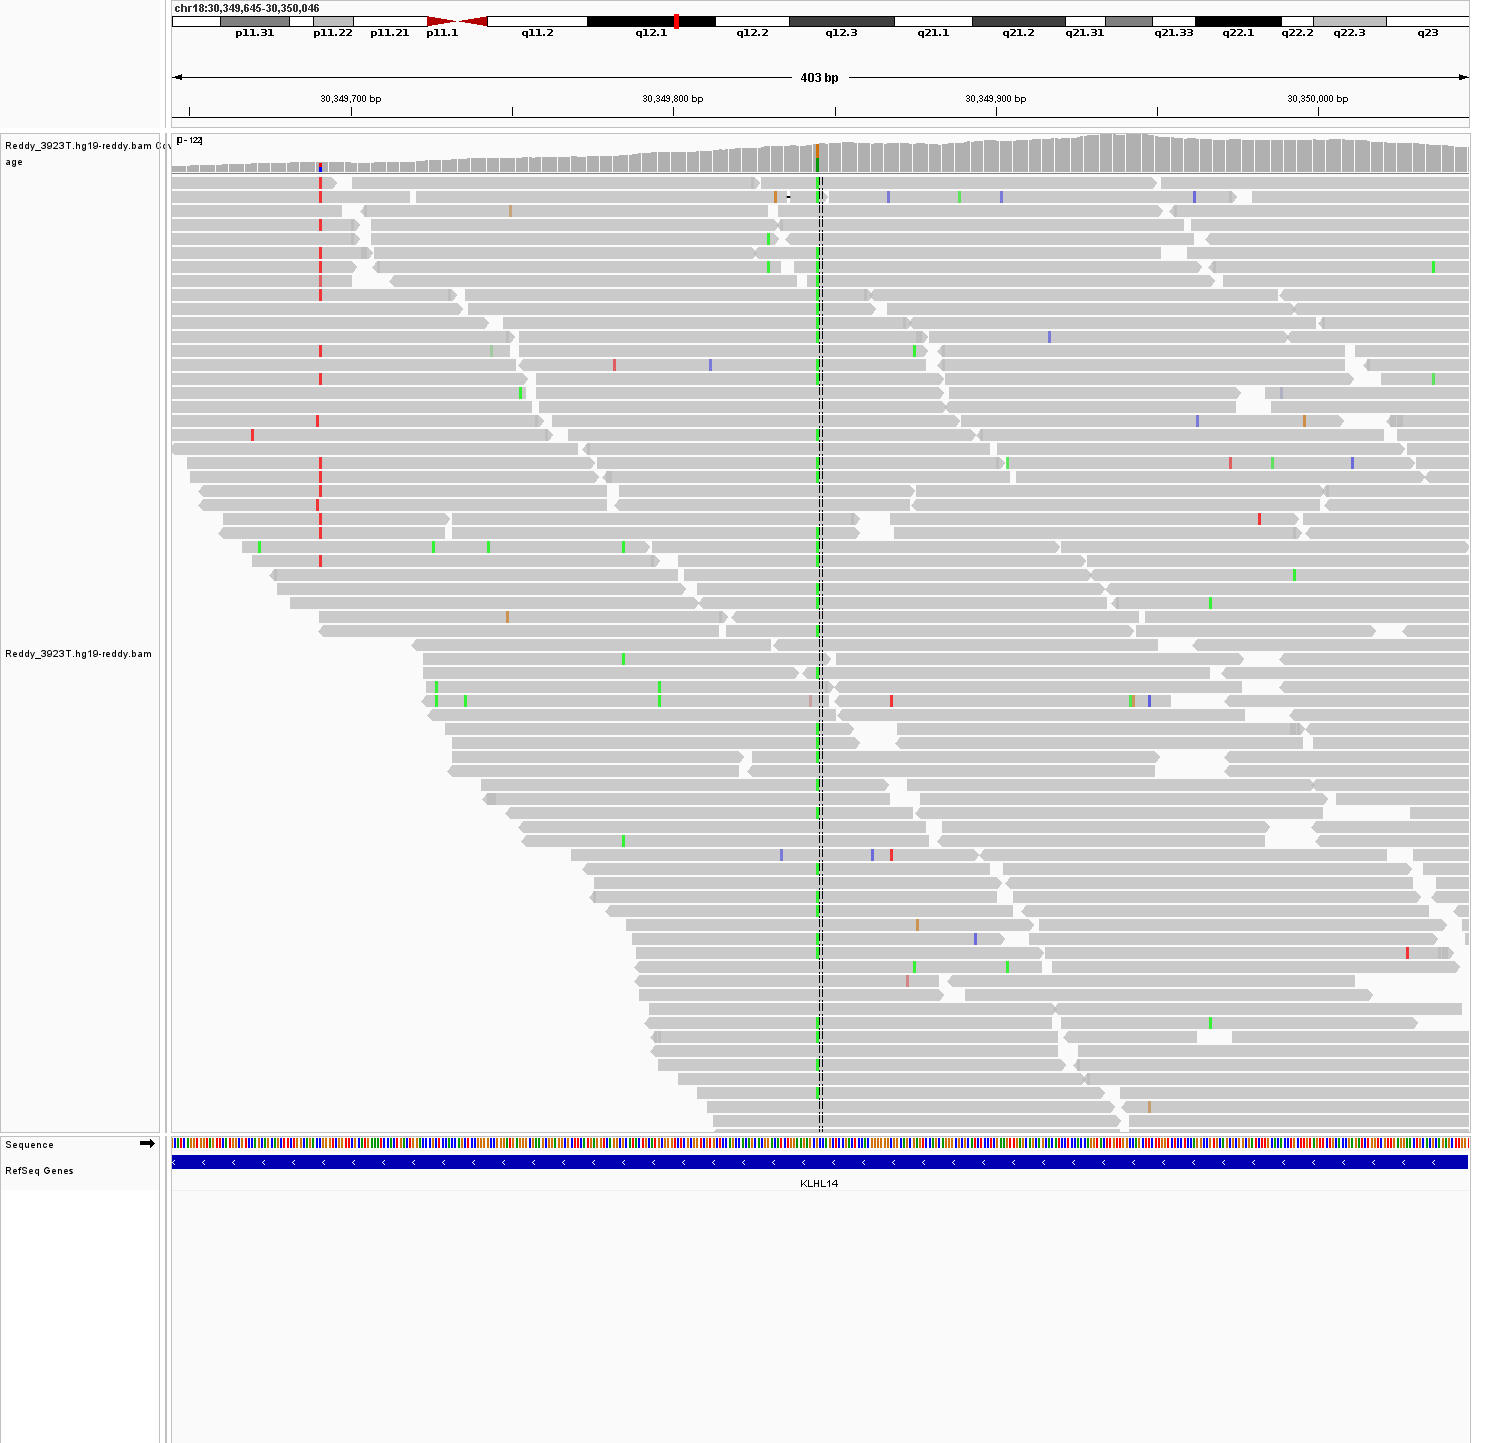 chr18:30,349,645-30,350,046
p11.31 p11.22 p11.21 p11.1 q11.2 q12.1 q12.2 q12.3 q21.1 q21.2 q21.31 q21.33 q22.1 q22.2 q22.3 q23
403 bp
30,349,700 bp 30,349,800 bp 30,349,900 bp 30,350,000 bp
[0 - 122]
Reddy_3923T.hg19-reddy.bam Cov
age
Reddy_3923T.hg19-reddy.bam
Sequence
RefSeq Genes
KLHL14